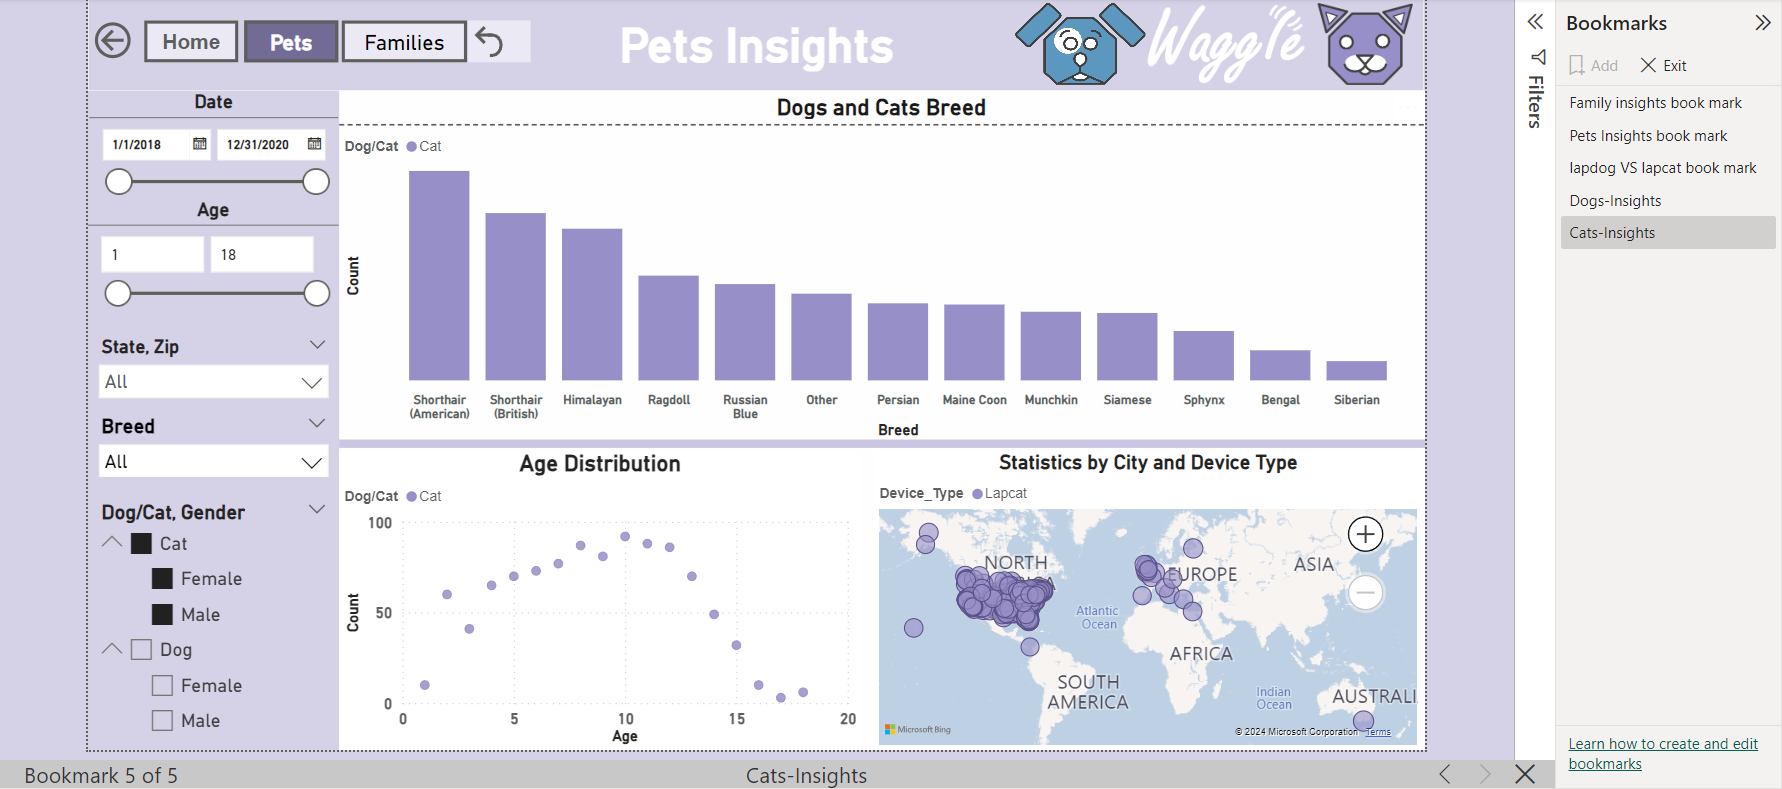 Home
Pets
Families
Pets Insights
Waggle
Bookmarks
Add
Exit
Filters
Family insights book mark
Pets Insights book mark
lapdog VS lapcat book mark
Dogs-Insights
Cats-Insights
Learn how to create and edit
bookmarks
Date
1/1/2018
12/31/2020
Age
1
18
State, Zip
All
Breed
All
Dog/Cat, Gender
Cat
Female
Male
Dog
Female
Male
Dogs and Cats Breed
Dog/Cat Cat
Count
Shorthair (American)
Shorthair (British)
Himalayan
Ragdoll
Russian Blue
Other
Persian
Maine Coon
Munchkin
Siamese
Sphynx
Bengal
Siberian
Breed
Age Distribution
Dog/Cat Cat
Count
100
50
0
0 5 10 15 20
Age
Statistics by City and Device Type
Device_Type Lapcat
NORTH
EUROPE
ASIA
Atlantic
Ocean
AFRICA
SOUTH
AMERICA
Indian
Ocean
AUSTRALI
Microsoft Bing
© 2024 Microsoft Corporation Terms
Bookmark 5 of 5
Cats-Insights